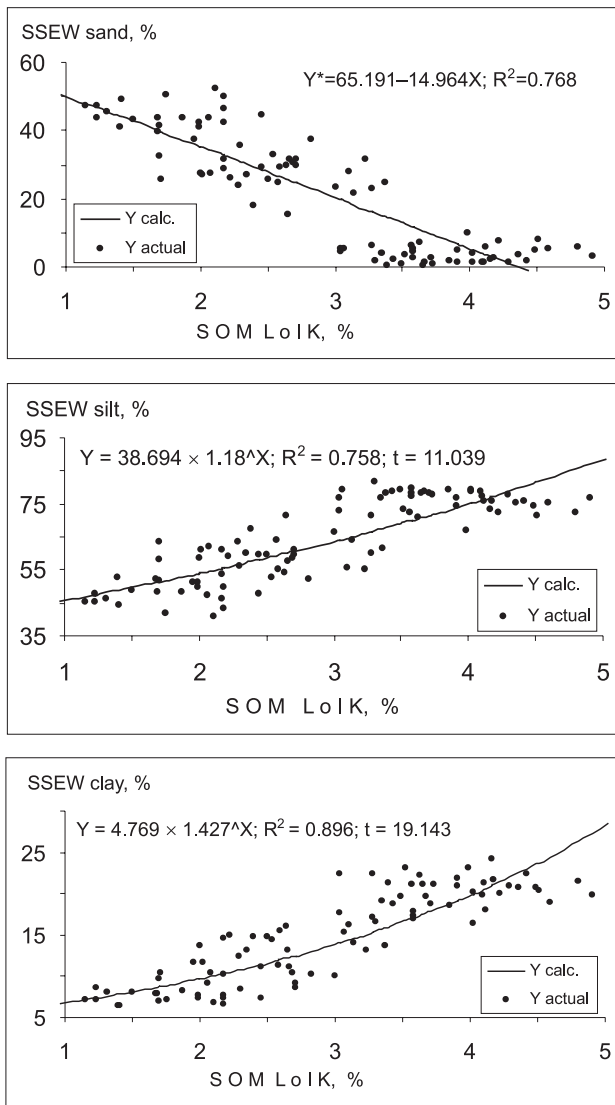 SSEW sand, %
60
Y*=65.191–14.964X; R²=0.768
40
20
Y calc.
Y actual
0
1 2 3 4 5
SOM LoIK, %
SSEW silt, %
95
Y = 38.694 × 1.18^X; R² = 0.758; t = 11.039
75
55
Y calc.
Y actual
35
1 2 3 4 5
SOM LoIK, %
SSEW clay, %
Y = 4.769 × 1.427^X; R² = 0.896; t = 19.143
25
15
Y calc.
Y actual
5
1 2 3 4 5
SOM LoIK, %